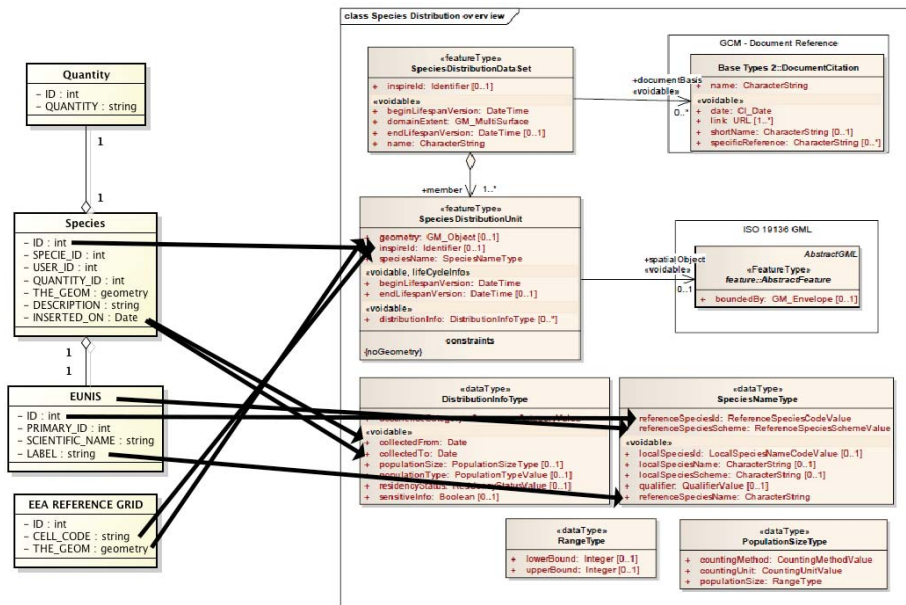 class Species Distribution overview
Quantity
- ID : int
- QUANTITY : string
1
1
Species
- ID : int
- SPECIE_ID : int
- USER_ID : int
- QUANTITY_ID : int
- THE_GEOM : geometry
- DESCRIPTION : string
- INSERTED_ON : Date
1
1
EUNIS
- ID : int
- PRIMARY_ID : int
- SCIENTIFIC_NAME : string
- LABEL : string
EEA REFERENCE GRID
- ID : int
- CELL_CODE : string
- THE_GEOM : geometry
«featureType»
SpeciesDistributionDataSet
+ inspireId: Identifier [0..1]
«voidable»
+ beginLifespanVersion: DateTime
+ domainExtent: GM_MultiSurface
+ endLifespanVersion: DateTime [0..1]
+ name: CharacterString
+documentBasis
«voidable»
0..*
GCM - Document Reference
Base Types 2::DocumentCitation
+ name: CharacterString
«voidable»
+ date: CI_Date
+ link: URL [1..*]
+ shortName: CharacterString [0..1]
+ specificReference: CharacterString [0..*]
+member
1..*
«featureType»
SpeciesDistributionUnit
+ geometry: GM_Object [0..1]
+ inspireId: Identifier [0..1]
+ speciesName: SpeciesNameType
«voidable, lifeCycleInfo»
+ beginLifespanVersion: DateTime
+ endLifespanVersion: DateTime [0..1]
«voidable»
+ distributionInfo: DistributionInfoType [0..*]
constraints
{noGeometry}
+spatialObject
«voidable»
0..1
ISO 19136 GML
AbstractGML
«FeatureType»
feature::AbstractFeature
+ boundedBy: GM_Envelope [0..1]
«dataType»
DistributionInfoType
«voidable»
+ collectedFrom: Date
+ collectedTo: Date
+ populationSize: PopulationSizeType [0..1]
+ populationType: PopulationTypeValue [0..1]
+ residencyStatus: ResidencyStatusValue [0..1]
+ sensitiveInfo: Boolean [0..1]
«dataType»
SpeciesNameType
referenceSpeciesId: ReferenceSpeciesCodeValue
referenceSpeciesScheme: ReferenceSpeciesSchemeValue
«voidable»
+ localSpeciesId: LocalSpeciesNameCodeValue [0..1]
+ localSpeciesName: CharacterString [0..1]
+ localSpeciesScheme: CharacterString [0..1]
+ qualifier: QualifierValue [0..1]
+ referenceSpeciesName: CharacterString
«dataType»
RangeType
+ lowerBound: Integer [0..1]
+ upperBound: Integer [0..1]
«dataType»
PopulationSizeType
+ countingMethod: CountingMethodValue
+ countingUnit: CountingUnitValue
+ populationSize: RangeType